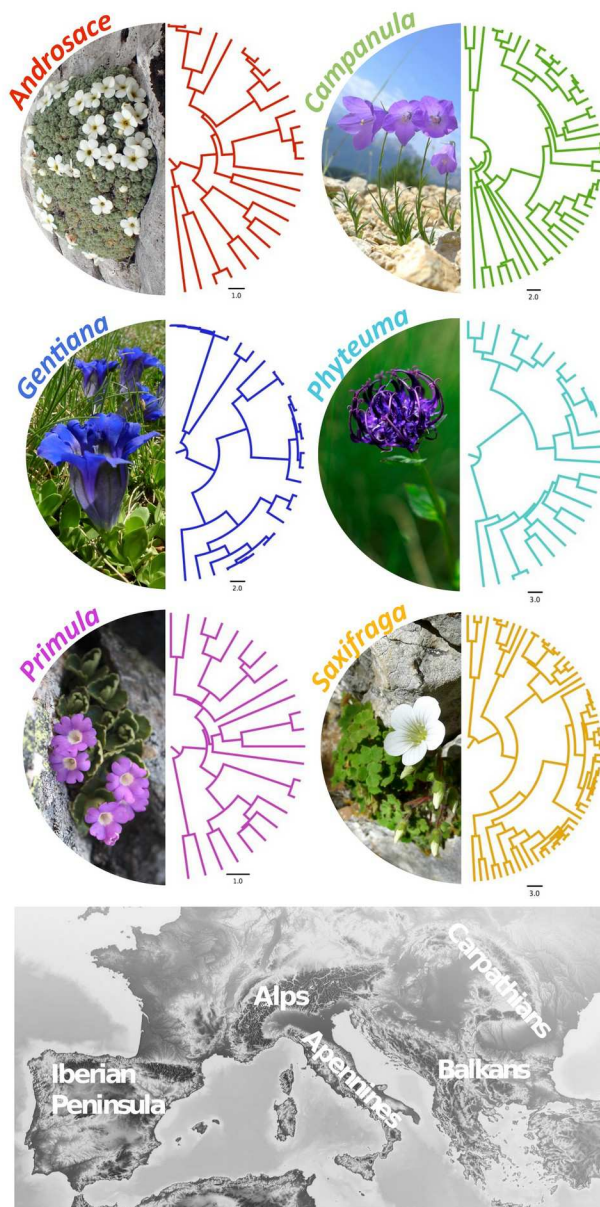 Androsace
Campanula
1.0
2.0
Gentiana
Phyteuma
2.0
3.0
Primula
Saxifraga
1.0
3.0
Carpathians
Alps
Apennines
Balkans
Iberian
Peninsula